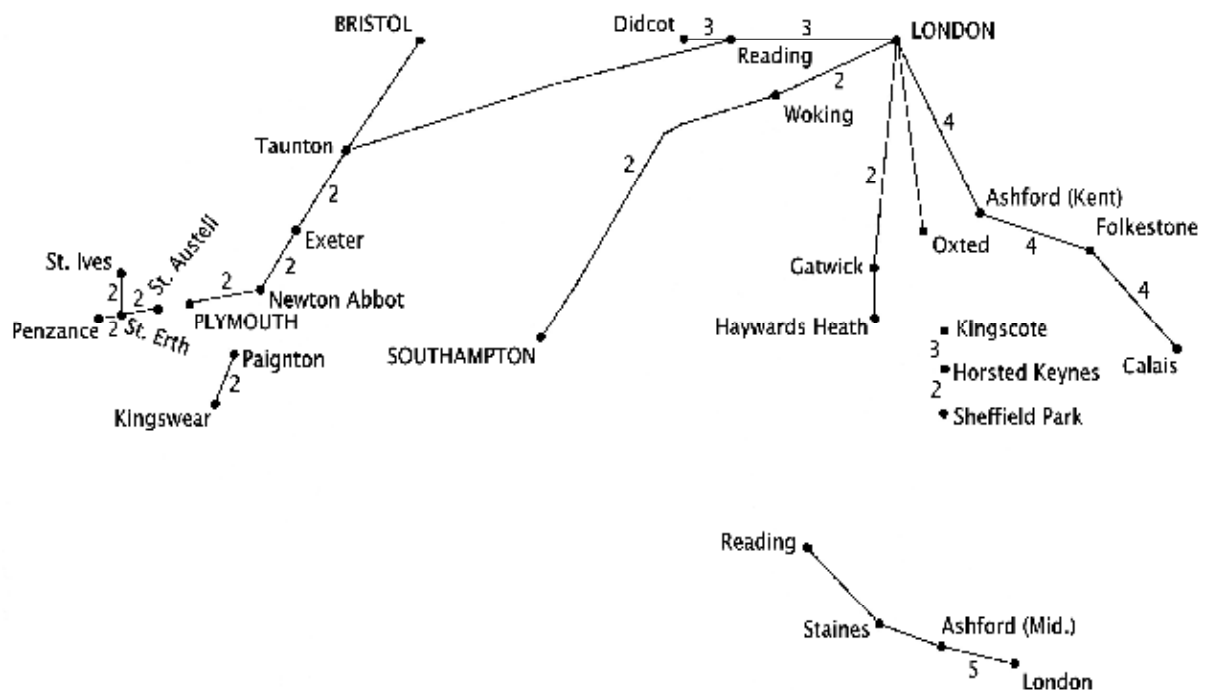 BRISTOL
Didcot
3
3
LONDON
Reading
2
Woking
Taunton
4
2
2
2
Ashford (Kent)
St. Austell
Exeter
Oxted
Folkestone
4
St. Ives
2
Gatwick
2
2
2
Newton Abbot
4
PLYMOUTH
Penzance
2
St. Erth
Haywards Heath
Kingscote
Paignton
SOUTHAMPTON
3
Calais
2
Horsted Keynes
2
Kingswear
Sheffield Park
Reading
Staines
Ashford (Mid.)
5
London